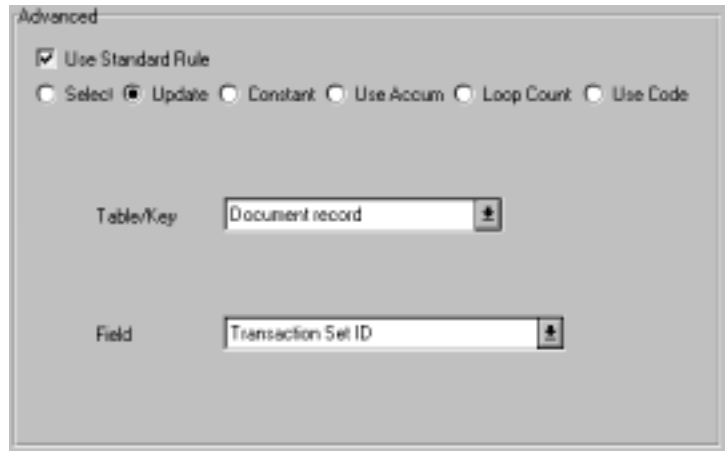 Advanced
Use Standard Rule
Select Update Constant Use Accum Loop Count Use Code
Table/Key Document record
Field Transaction Set ID